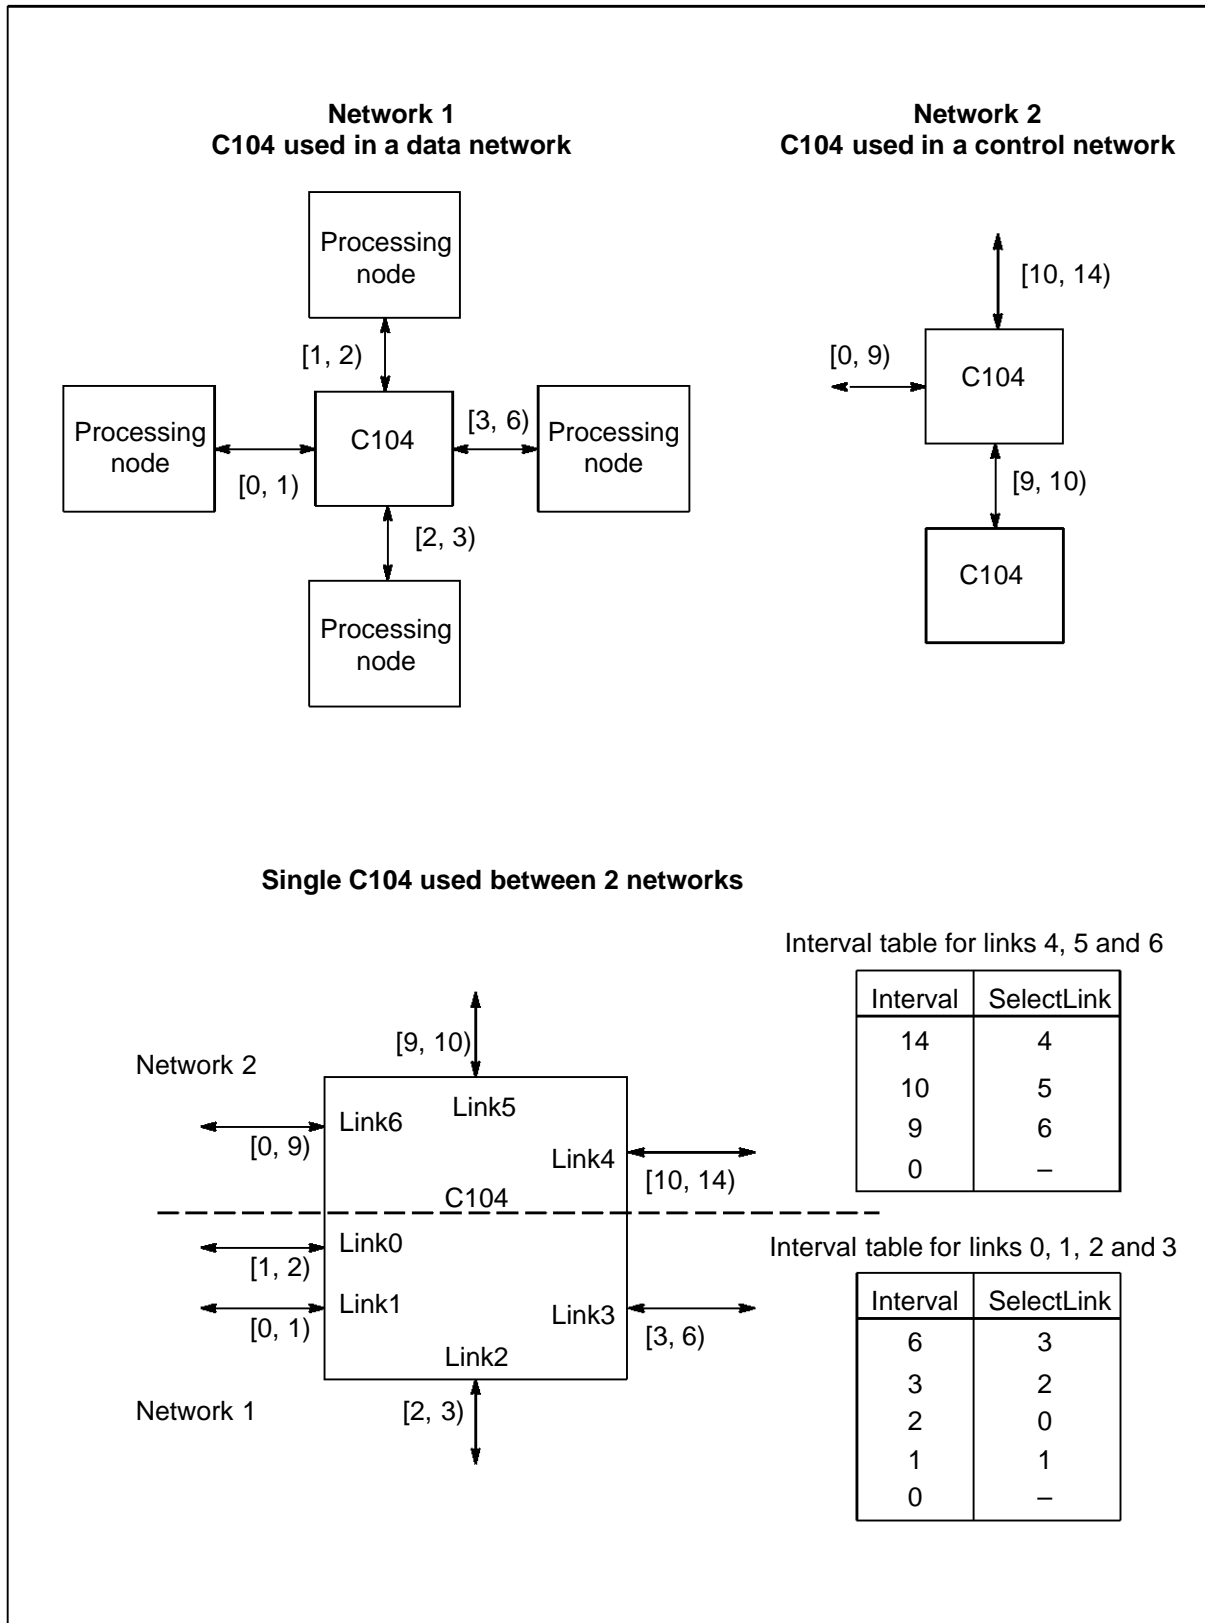 Network 1
C104 used in a data network
Network 2
C104 used in a control network
Processing
node
[1, 2)
Processing
node
C104
[3, 6)
Processing
node
[0, 1)
[2, 3)
Processing
node
[10, 14)
[0, 9)
C104
[9, 10)
C104
Single C104 used between 2 networks
[9, 10)
Network 2
Link5
Link6
[0, 9)
Link4
[10, 14)
C104
Link0
[1, 2)
Link1
[0, 1)
Link3
[3, 6)
Link2
Network 1
[2, 3)
Interval table for links 4, 5 and 6
Interval SelectLink
14 4
10 5
9 6
0 –
Interval table for links 0, 1, 2 and 3
Interval SelectLink
6 3
3 2
2 0
1 1
0 –